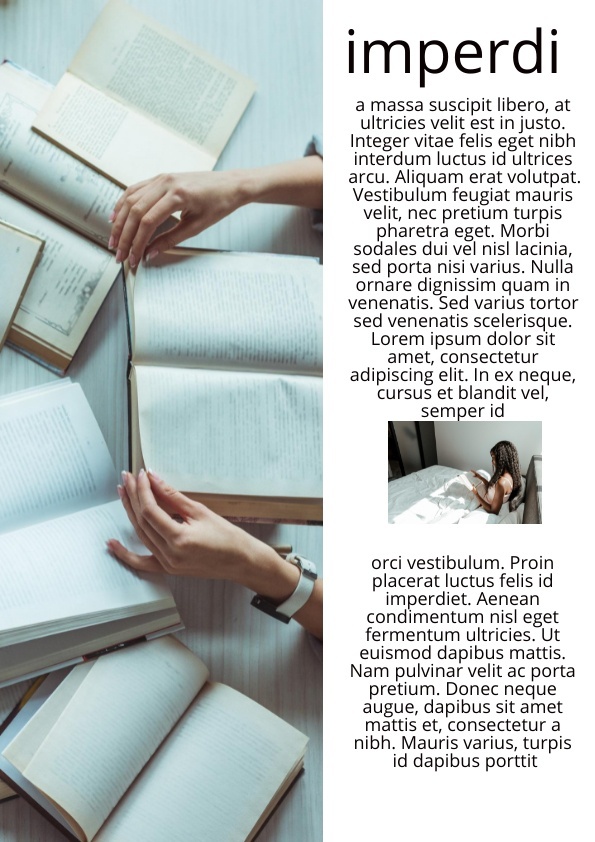 imperdi
a massa suscipit libero, at
ultricies velit est in justo.
Integer vitae felis eget nibh
interdum luctus id ultrices
arcu. Aliquam erat volutpat.
Vestibulum feugiat mauris
velit, nec pretium turpis
pharetra eget. Morbi
sodales dui vel nisl lacinia,
sed porta nisi varius. Nulla
ornare dignissim quam in
venenatis. Sed varius tortor
sed venenatis scelerisque.
Lorem ipsum dolor sit
amet, consectetur
adipiscing elit. In ex neque,
cursus et blandit vel,
semper id
orci vestibulum. Proin
placerat luctus felis id
imperdiet. Aenean
condimentum nisl eget
fermentum ultricies. Ut
euismod dapibus mattis.
Nam pulvinar velit ac porta
pretium. Donec neque
augue, dapibus sit amet
mattis et, consectetur a
nibh. Mauris varius, turpis
id dapibus porttit